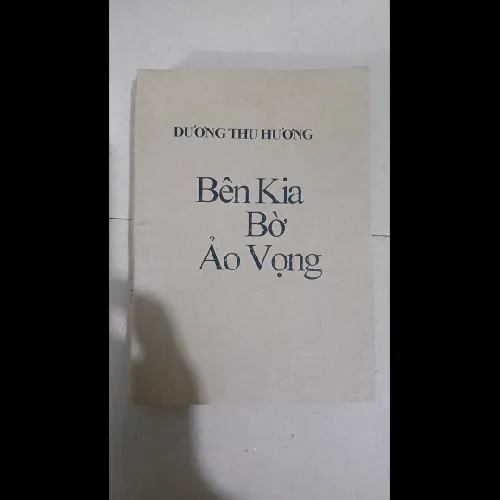 DƯƠNG THU HƯƠNG
Bên Kia
Bờ
Ảo Vọng